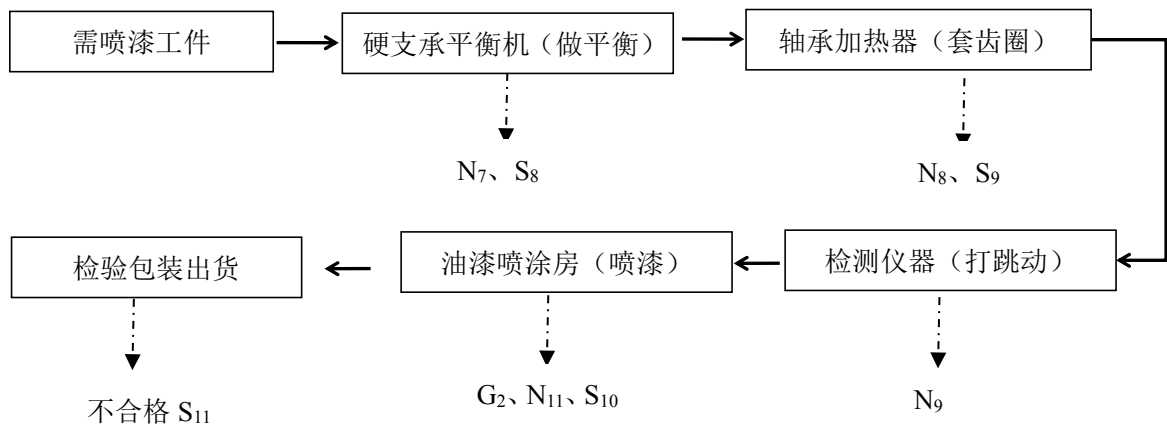 需喷漆工件
硬支承平衡机（做平衡）
轴承加热器（套齿圈）
N₇、S₈
N₈、S₉
检验包装出货
油漆喷涂房（喷漆）
检测仪器（打跳动）
不合格 S₁₁
G₂、N₁₁、S₁₀
N₉